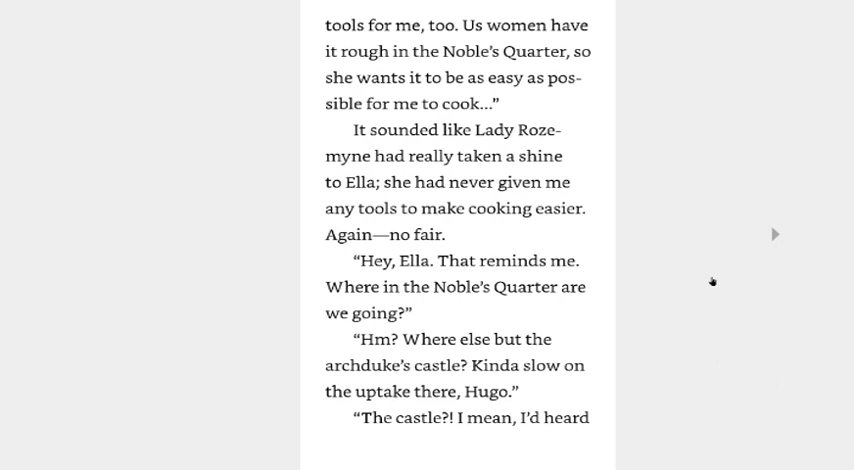 tools for me, too. Us women have
it rough in the Noble’s Quarter, so
she wants it to be as easy as pos-
sible for me to cook...”
It sounded like Lady Roze-
myne had really taken a shine
to Ella; she had never given me
any tools to make cooking easier.
Again—no fair.
“Hey, Ella. That reminds me.
Where in the Noble’s Quarter are
we going?”
“Hm? Where else but the
archduke’s castle? Kinda slow on
the uptake there, Hugo.”
“The castle?! I mean, I’d heard